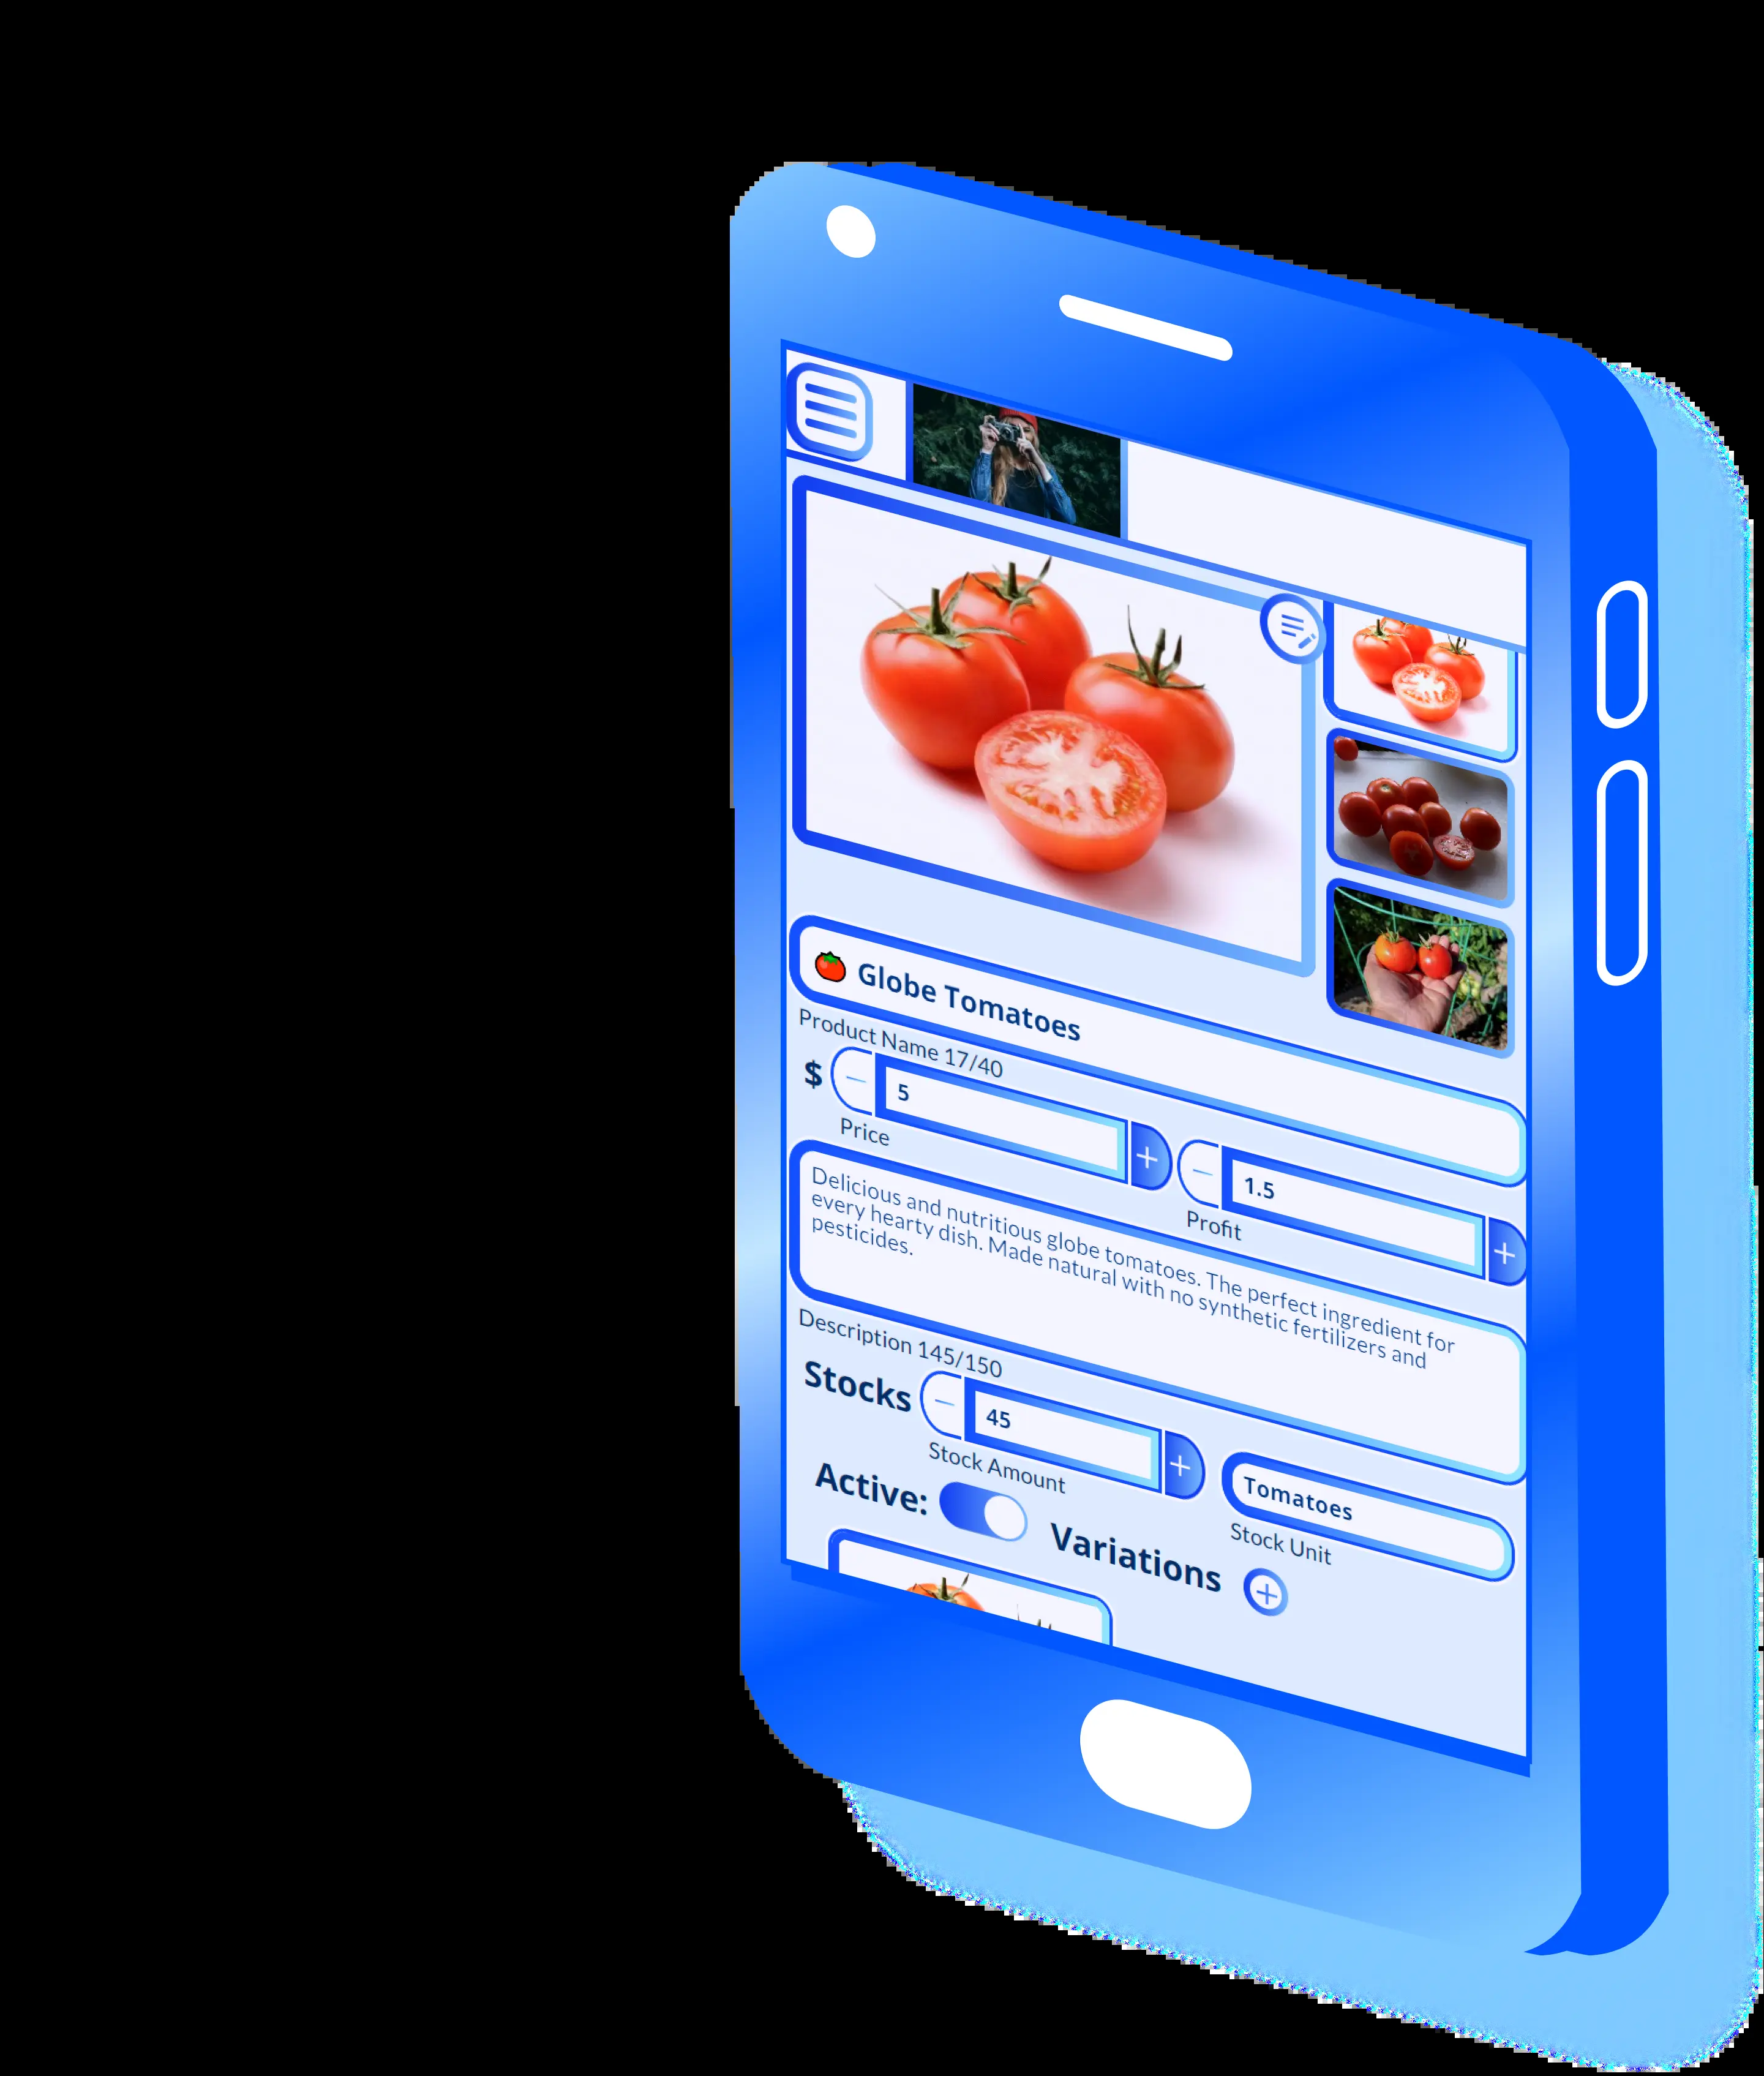 🍅 Globe Tomatoes
Product Name 17/40
$ − 5 +
Price
− 1.5 +
Profit
Delicious and nutritious globe tomatoes. The perfect ingredient for
every hearty dish. Made natural with no synthetic fertilizers and
pesticides.
Description 145/150
Stocks − 45 +
Stock Amount
Tomatoes
Stock Unit
Active:
Variations +